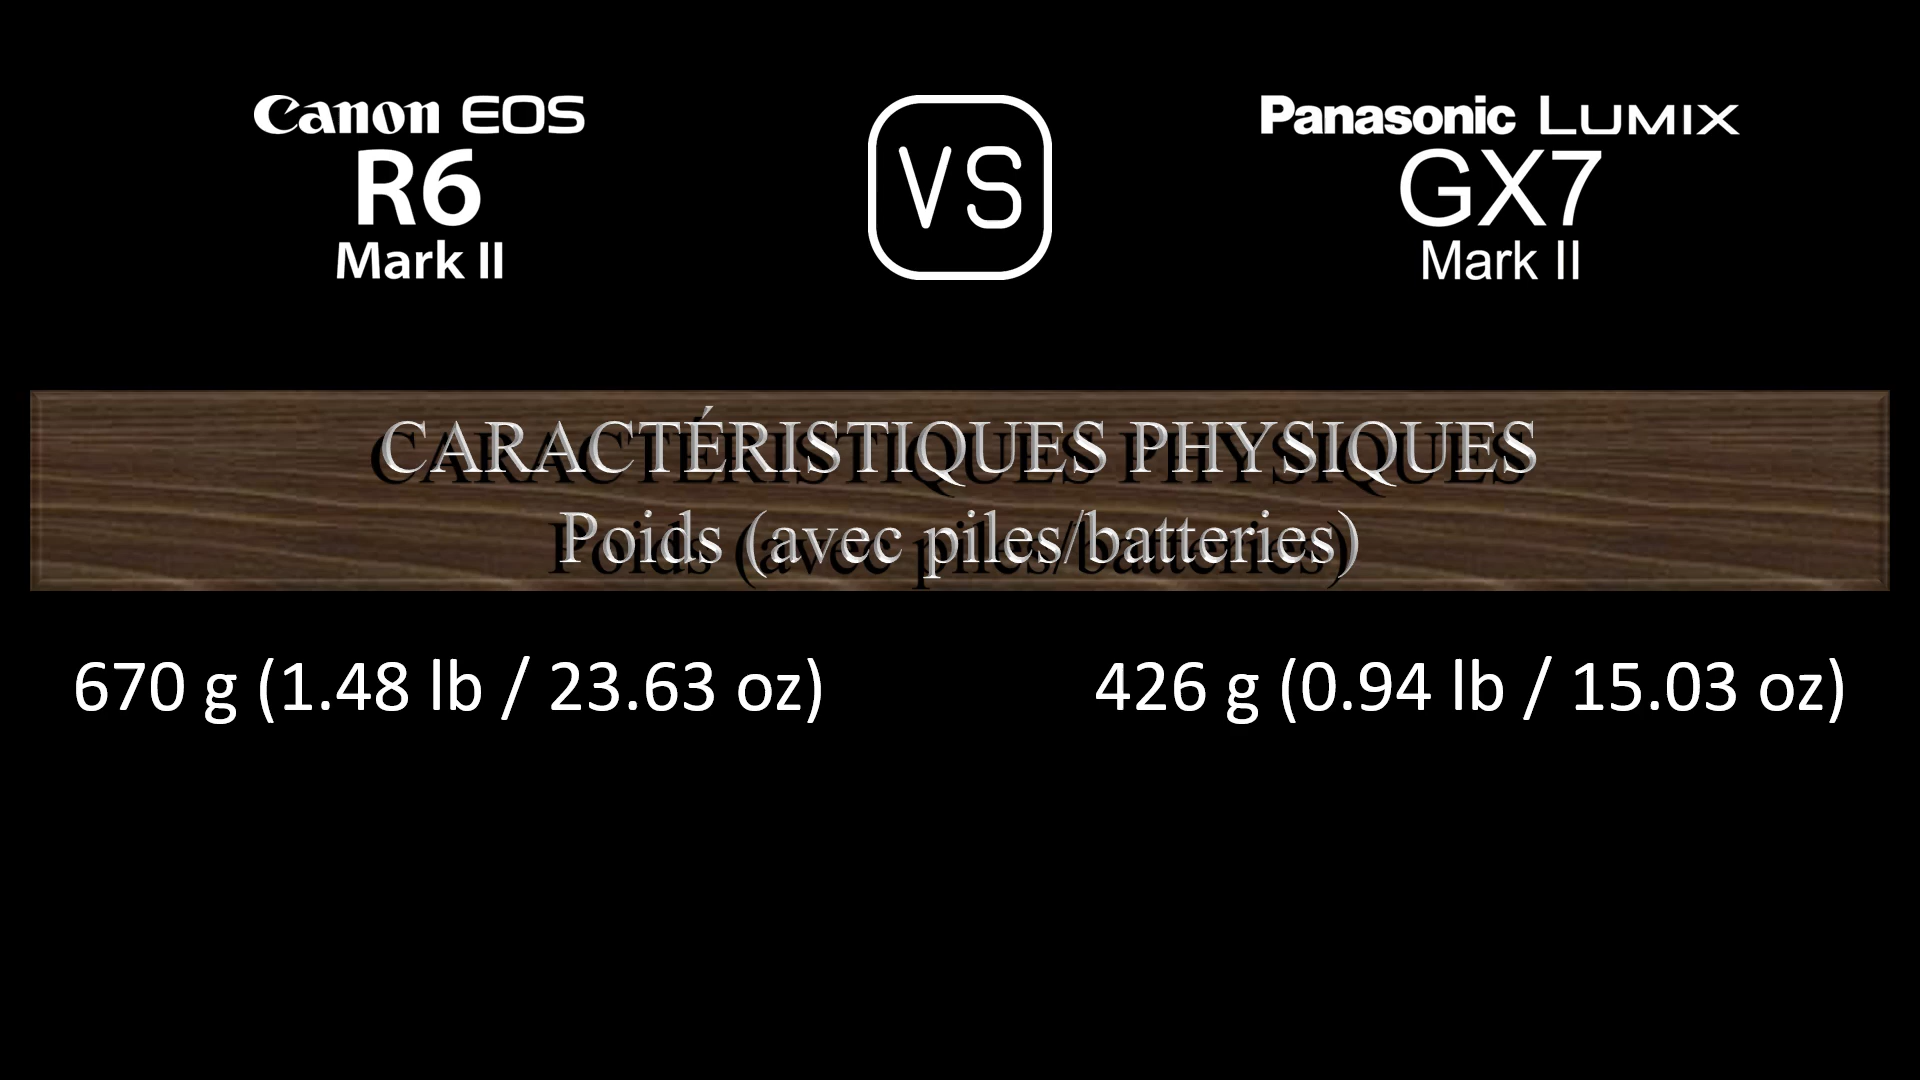 Canon EOS
R6
Mark II
VS
Panasonic LUMIX
GX7
Mark II
CARACTÉRISTIQUES PHYSIQUES
Poids (avec piles/batteries)
670 g (1.48 lb / 23.63 oz)
426 g (0.94 lb / 15.03 oz)